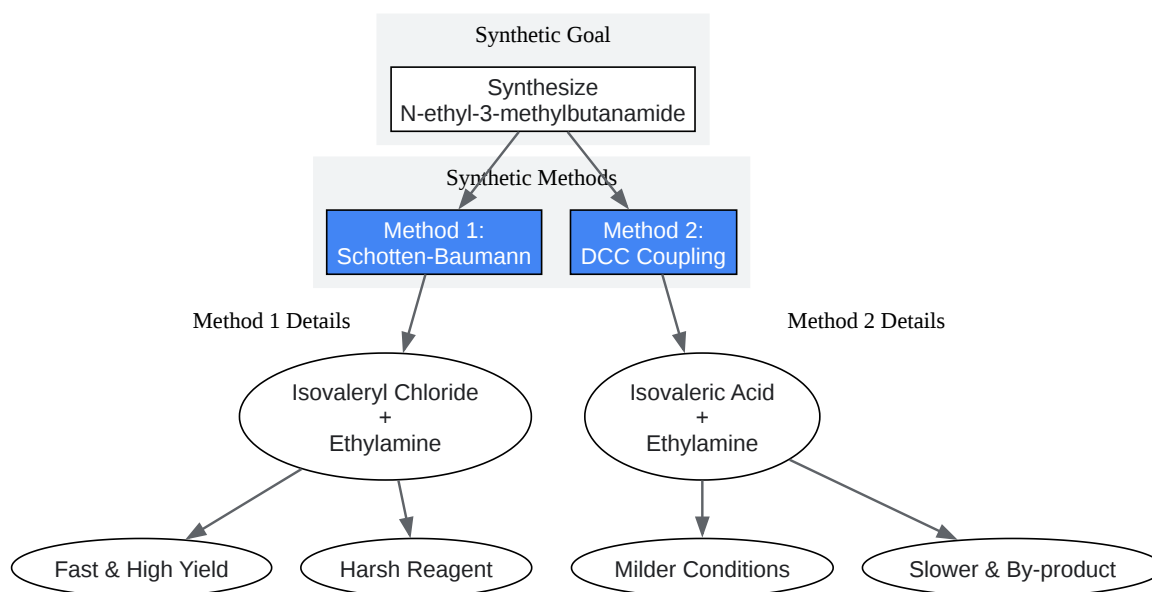 Synthetic Goal
Synthesize
N-ethyl-3-methylbutanamide
Synthetic Methods
Method 1:
Schotten-Baumann
Method 2:
DCC Coupling
Method 1 Details
Method 2 Details
Isovaleryl Chloride
+
Ethylamine
Isovaleric Acid
+
Ethylamine
Fast & High Yield
Harsh Reagent
Milder Conditions
Slower & By-product